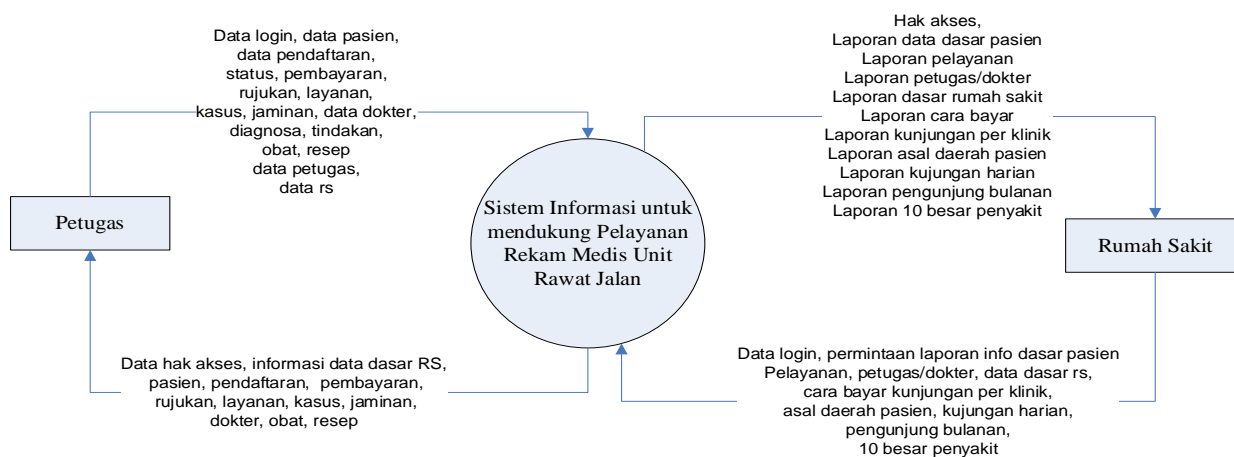 Data login, data pasien,
data pendaftaran,
status, pembayaran,
rujukan, layanan,
kasus, jaminan, data dokter,
diagnosa, tindakan,
obat, resep
data petugas,
data rs
Hak akses,
Laporan data dasar pasien
Laporan pelayanan
Laporan petugas/dokter
Laporan dasar rumah sakit
Laporan cara bayar
Laporan kunjungan per klinik
Laporan asal daerah pasien
Laporan kujungan harian
Laporan pengunjung bulanan
Laporan 10 besar penyakit
Petugas
Sistem Informasi untuk
mendukung Pelayanan
Rekam Medis Unit
Rawat Jalan
Rumah Sakit
Data hak akses, informasi data dasar RS,
pasien, pendaftaran, pembayaran,
rujukan, layanan, kasus, jaminan,
dokter, obat, resep
Data login, permintaan laporan info dasar pasien
Pelayanan, petugas/dokter, data dasar rs,
cara bayar kunjungan per klinik,
asal daerah pasien, kujungan harian,
pengunjung bulanan,
10 besar penyakit